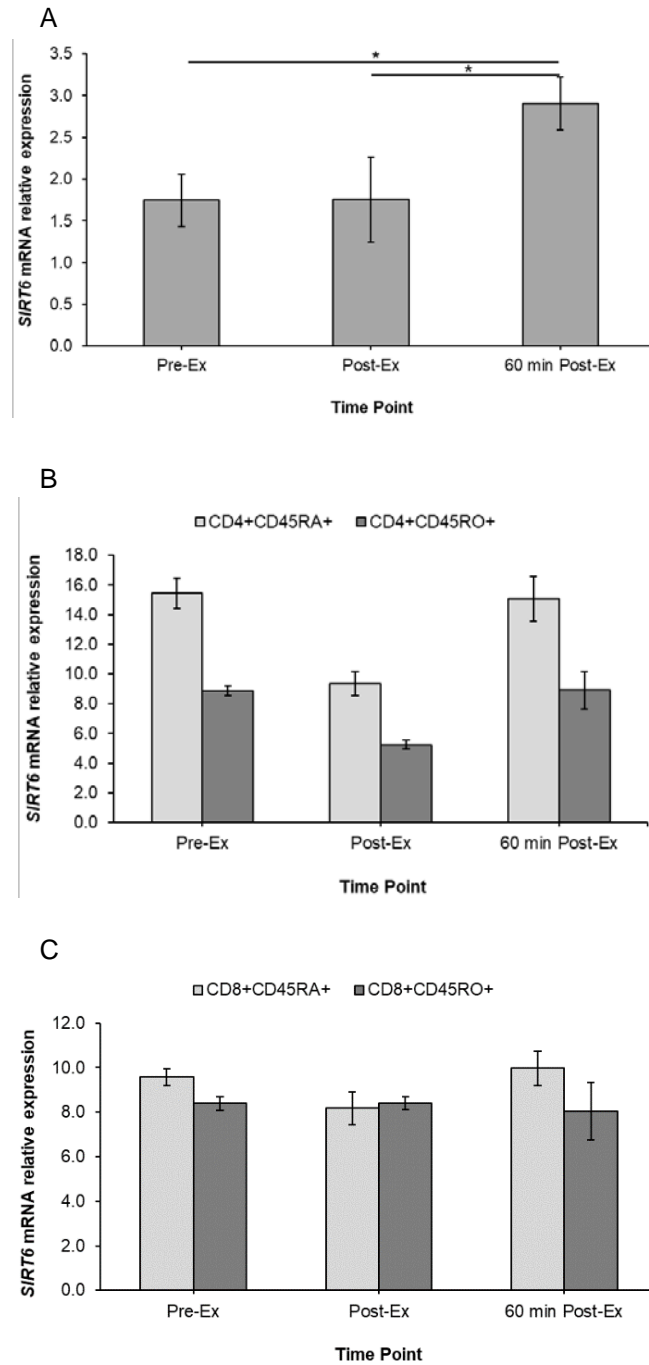 A
SIRT6 mRNA relative expression
3.5
3.0
2.5
2.0
1.5
1.0
0.5
0.0
*
*
Pre-Ex Post-Ex 60 min Post-Ex
Time Point
B
CD4+CD45RA+ CD4+CD45RO+
SIRT6 mRNA relative expression
18.0
16.0
14.0
12.0
10.0
8.0
6.0
4.0
2.0
0.0
Pre-Ex Post-Ex 60 min Post-Ex
Time Point
C
CD8+CD45RA+ CD8+CD45RO+
SIRT6 mRNA relative expression
12.0
10.0
8.0
6.0
4.0
2.0
0.0
Pre-Ex Post-Ex 60 min Post-Ex
Time Point